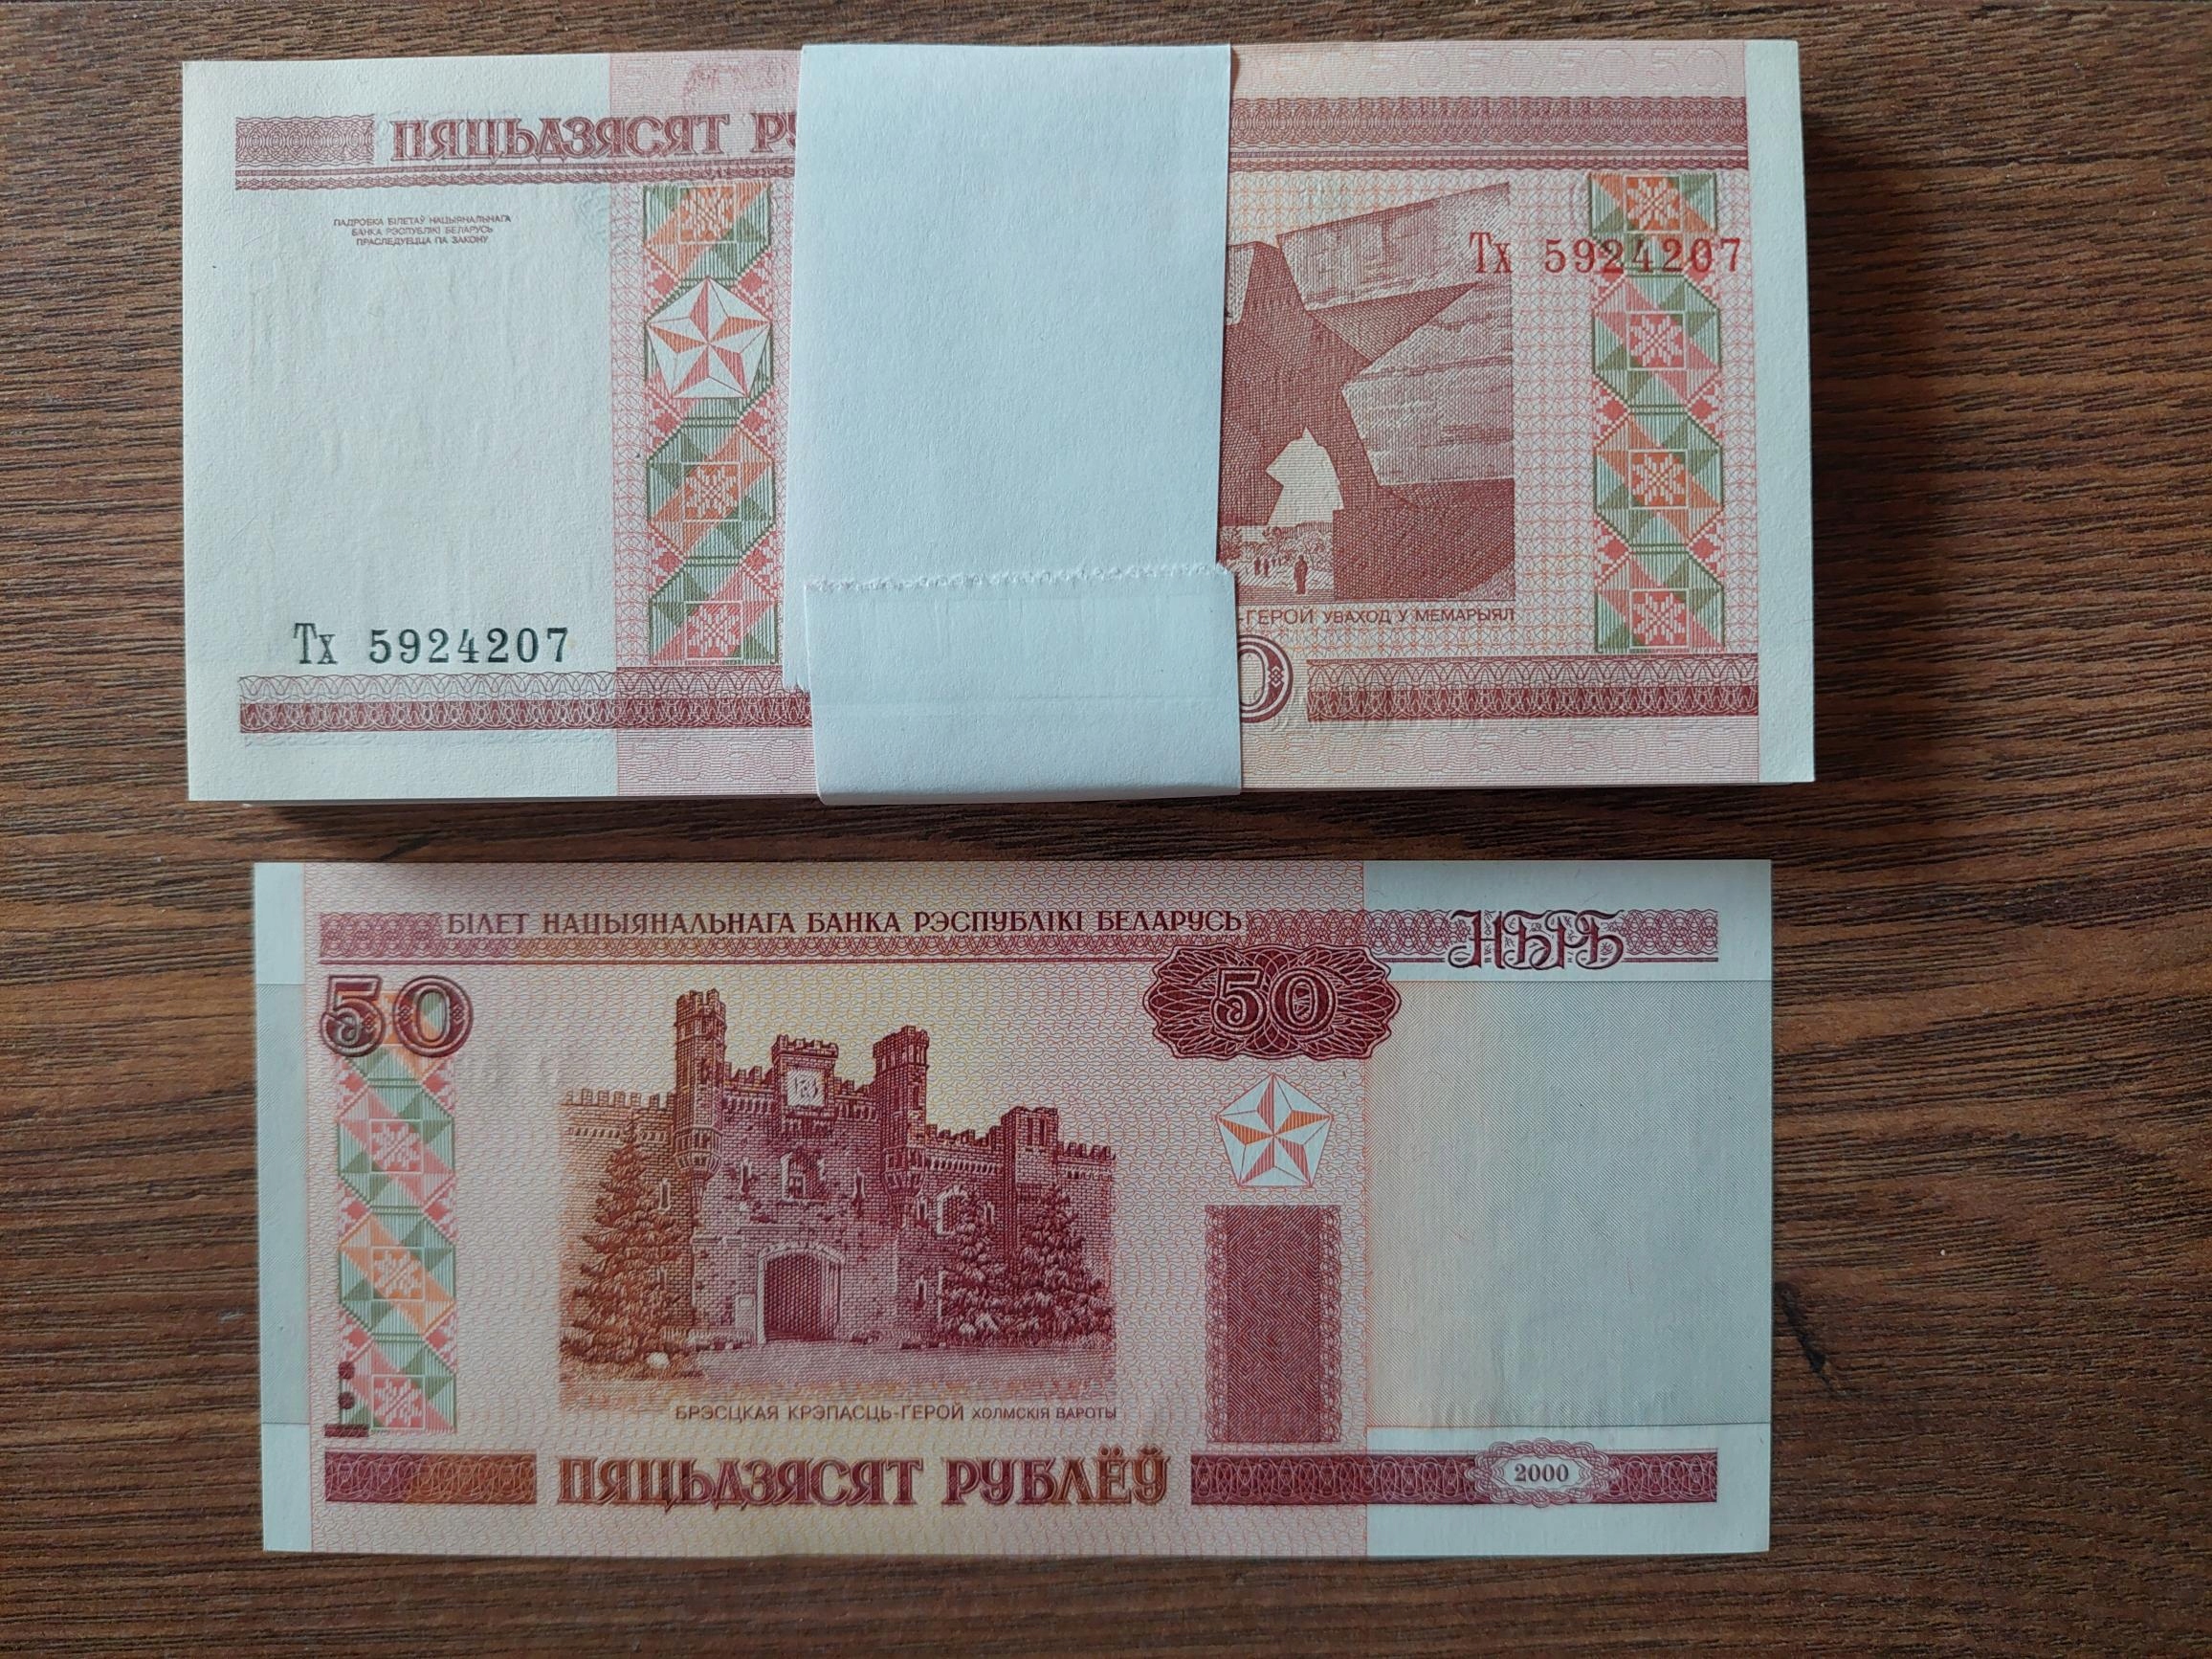 ПЯЦЬДЗЯСЯТ
ПАДРОБКА БІЛЕТАЎ НАЦЫЯНАЛЬНАГА
БАНКА РЭСПУБЛІКІ БЕЛАРУСЬ
ПРАСЛЕДУЕЦЦА ПА ЗАКОНУ
Тх 5924207
-ГЕРОЙ УВАХОД У МЕМАРЫЯЛ
Тх 5924207
БІЛЕТ НАЦЫЯНАЛЬНАГА БАНКА РЭСПУБЛІКІ БЕЛАРУСЬ
НБРБ
50
50
БРЭСЦКАЯ КРЭПАСЦЬ-ГЕРОЙ ХОЛМСКІЯ ВАРОТЫ
ПЯЦЬДЗЯСЯТ РУБЛЁЎ
2000